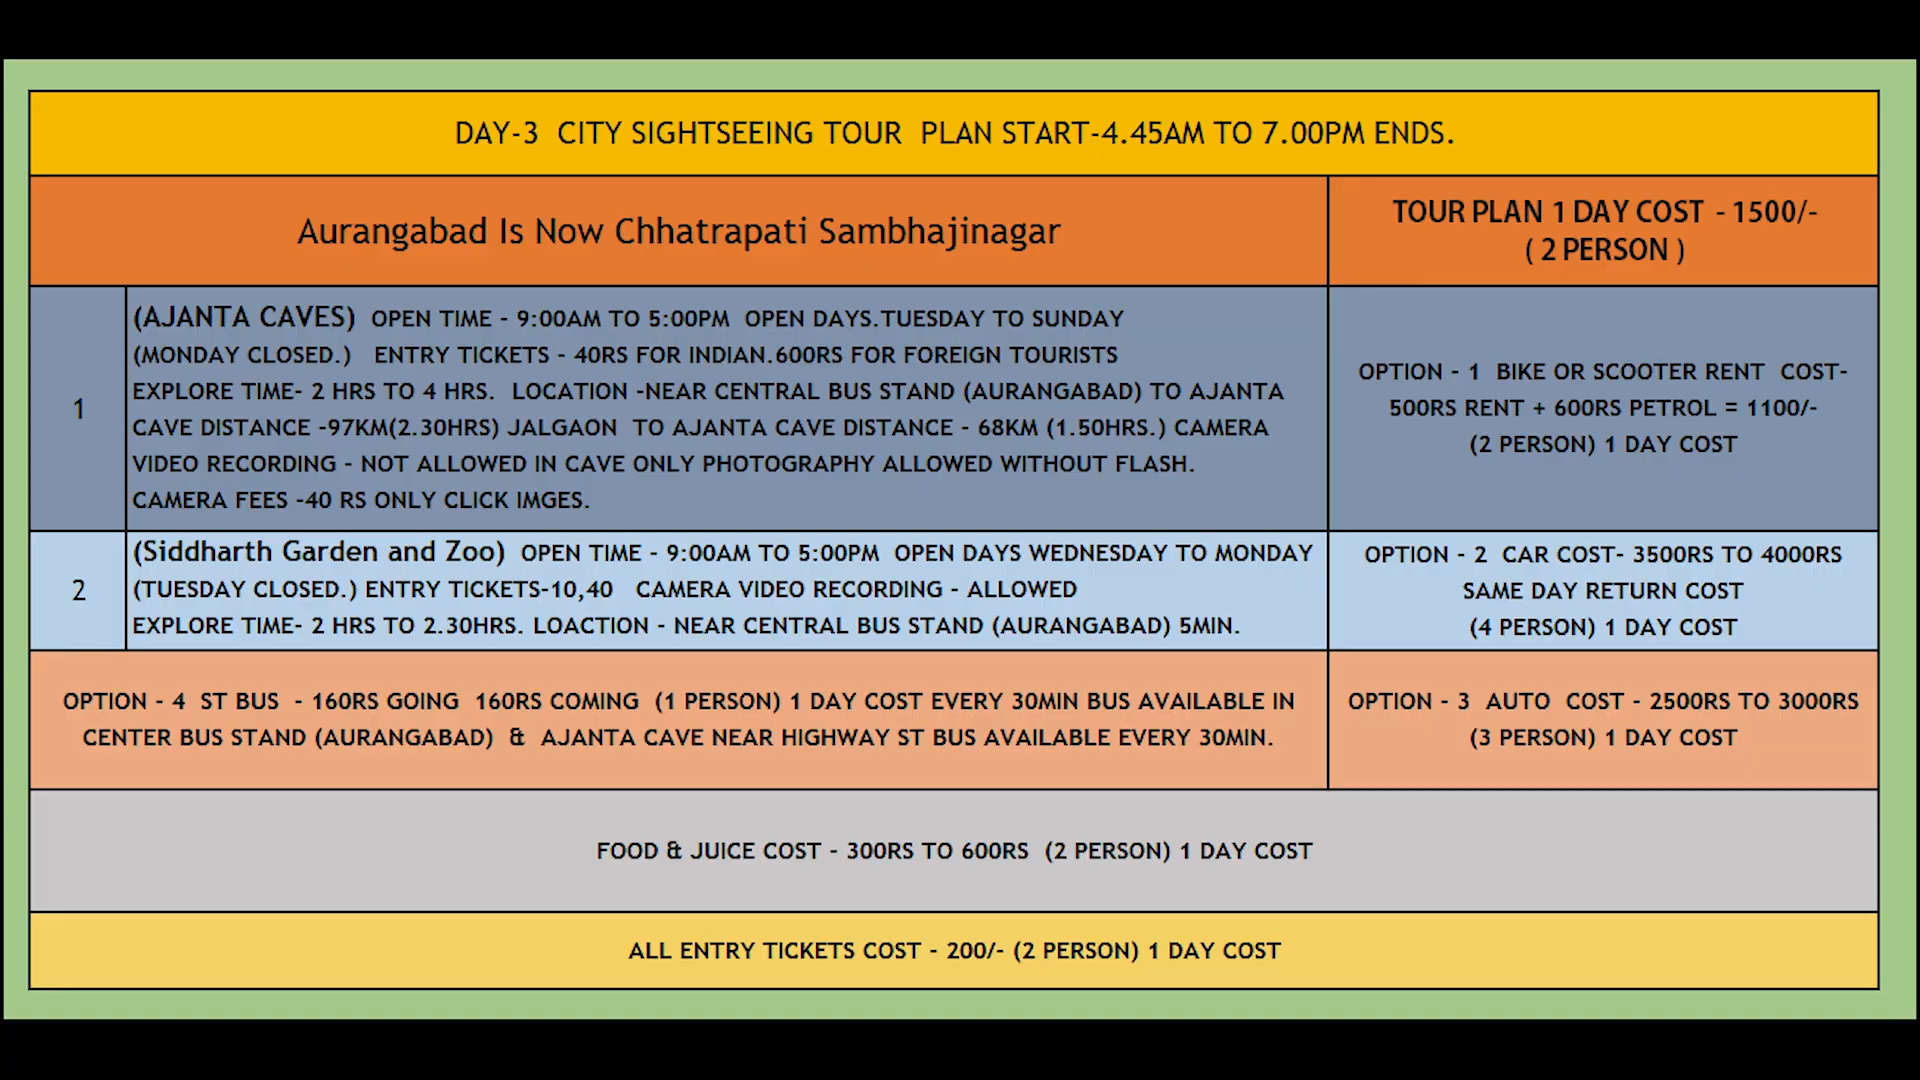 DAY-3 CITY SIGHTSEEING TOUR PLAN START-4.45AM TO 7.00PM ENDS.
Aurangabad Is Now Chhatrapati Sambhajinagar
TOUR PLAN 1 DAY COST - 1500/-
( 2 PERSON )
1
(AJANTA CAVES) OPEN TIME - 9:00AM TO 5:00PM OPEN DAYS.TUESDAY TO SUNDAY
(MONDAY CLOSED.) ENTRY TICKETS - 40RS FOR INDIAN.600RS FOR FOREIGN TOURISTS
EXPLORE TIME- 2 HRS TO 4 HRS. LOCATION -NEAR CENTRAL BUS STAND (AURANGABAD) TO AJANTA
CAVE DISTANCE -97KM(2.30HRS) JALGAON TO AJANTA CAVE DISTANCE - 68KM (1.50HRS.) CAMERA
VIDEO RECORDING - NOT ALLOWED IN CAVE ONLY PHOTOGRAPHY ALLOWED WITHOUT FLASH.
CAMERA FEES -40 RS ONLY CLICK IMGES.
OPTION - 1 BIKE OR SCOOTER RENT COST-
500RS RENT + 600RS PETROL = 1100/-
(2 PERSON) 1 DAY COST
2
(Siddharth Garden and Zoo) OPEN TIME - 9:00AM TO 5:00PM OPEN DAYS WEDNESDAY TO MONDAY
(TUESDAY CLOSED.) ENTRY TICKETS-10,40 CAMERA VIDEO RECORDING - ALLOWED
EXPLORE TIME- 2 HRS TO 2.30HRS. LOACTION - NEAR CENTRAL BUS STAND (AURANGABAD) 5MIN.
OPTION - 2 CAR COST- 3500RS TO 4000RS
SAME DAY RETURN COST
(4 PERSON) 1 DAY COST
OPTION - 4 ST BUS - 160RS GOING 160RS COMING (1 PERSON) 1 DAY COST EVERY 30MIN BUS AVAILABLE IN
CENTER BUS STAND (AURANGABAD) & AJANTA CAVE NEAR HIGHWAY ST BUS AVAILABLE EVERY 30MIN.
OPTION - 3 AUTO COST - 2500RS TO 3000RS
(3 PERSON) 1 DAY COST
FOOD & JUICE COST - 300RS TO 600RS (2 PERSON) 1 DAY COST
ALL ENTRY TICKETS COST - 200/- (2 PERSON) 1 DAY COST